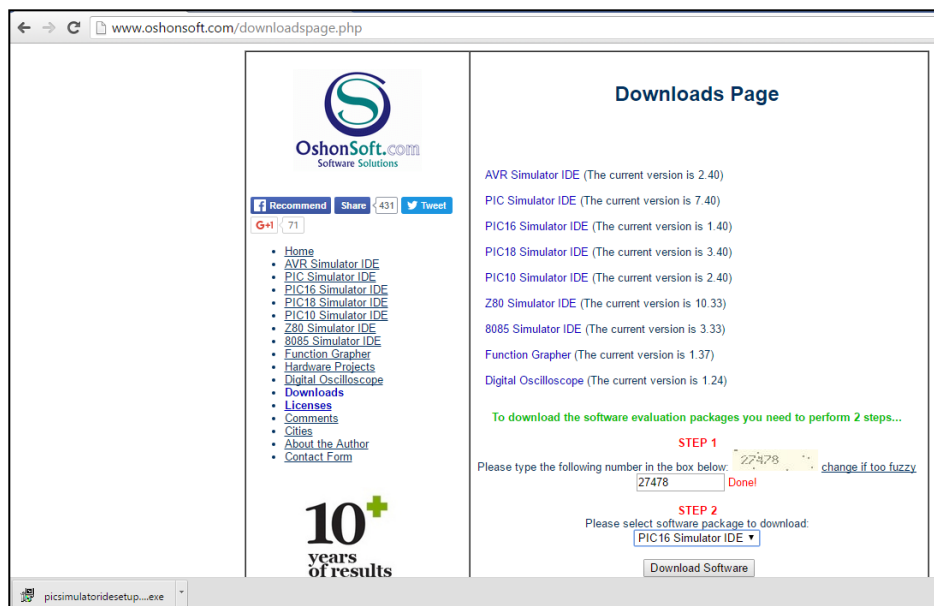 www.oshonsoft.com/downloadspage.php
OshonSoft.com
Software Solutions
Recommend Share 431 Tweet
G+1 71
Home
AVR Simulator IDE
PIC Simulator IDE
PIC16 Simulator IDE
PIC18 Simulator IDE
PIC10 Simulator IDE
Z80 Simulator IDE
8085 Simulator IDE
Function Grapher
Hardware Projects
Digital Oscilloscope
Downloads
Licenses
Comments
Cities
About the Author
Contact Form
10+
years
of results
Downloads Page
AVR Simulator IDE (The current version is 2.40)
PIC Simulator IDE (The current version is 7.40)
PIC16 Simulator IDE (The current version is 1.40)
PIC18 Simulator IDE (The current version is 3.40)
PIC10 Simulator IDE (The current version is 2.40)
Z80 Simulator IDE (The current version is 10.33)
8085 Simulator IDE (The current version is 3.33)
Function Grapher (The current version is 1.37)
Digital Oscilloscope (The current version is 1.24)
To download the software evaluation packages you need to perform 2 steps...
STEP 1
Please type the following number in the box below: 27478 change if too fuzzy
27478 Done!
STEP 2
Please select software package to download:
PIC16 Simulator IDE
Download Software
picsimulatoridesetup....exe